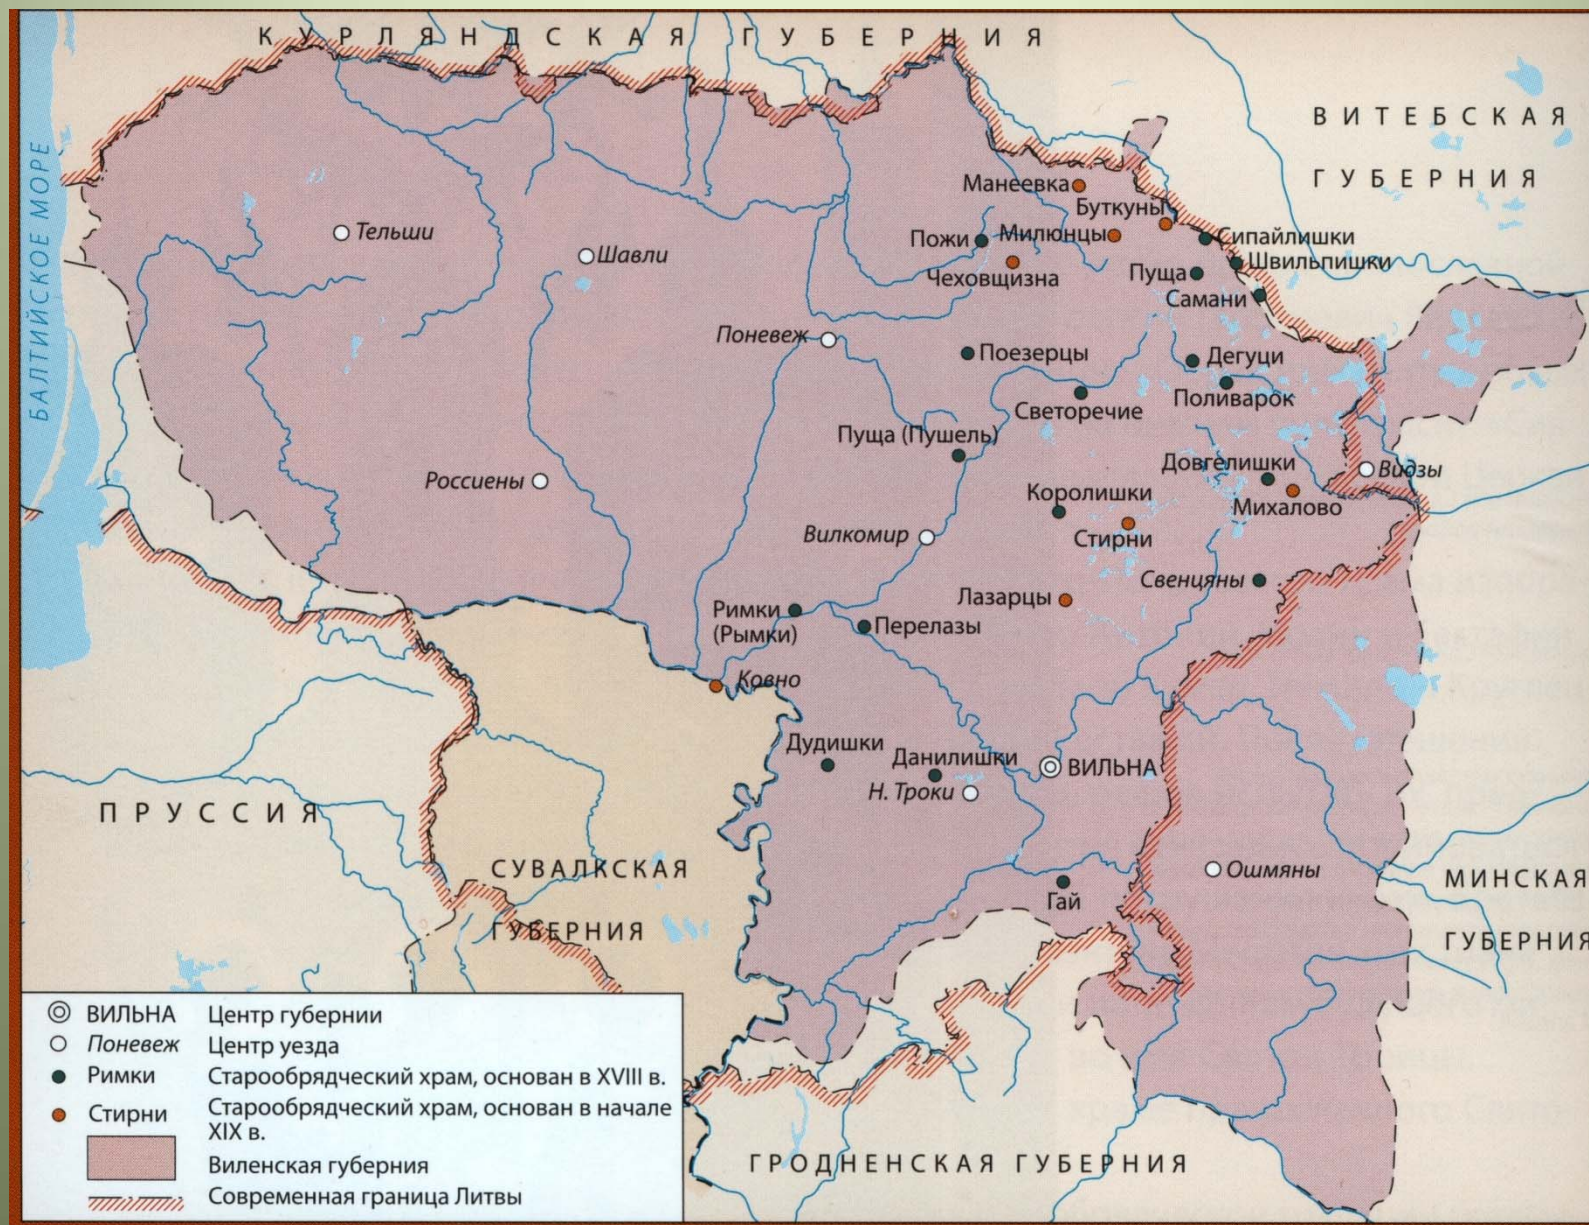 КУРЛЯНДСКАЯ ГУБЕРНИЯ
ВИТЕБСКАЯ
ГУБЕРНИЯ
БАЛТИЙСКОЕ МОРЕ
Манеевка
Буткуны
Тельши
Шавли
Пожи
Милюнцы
Сипайлишки
Швильпишки
Чеховщизна
Пуща
Самани
Поневеж
Поезерцы
Дегуци
Поливарок
Светоречие
Пуща (Пушель)
Довгелишки
Видзы
Россиены
Королишки
Михалово
Вилкомир
Стирни
Свенцяны
Лазарцы
Римки
(Рымки)
Перелазы
Ковно
Дудишки
Данилишки
ВИЛЬНА
Н. Троки
ПРУССИЯ
СУВАЛКСКАЯ
ГУБЕРНИЯ
Ошмяны
МИНСКАЯ
ГУБЕРНИЯ
Гай
ГРОДНЕНСКАЯ ГУБЕРНИЯ
ВИЛЬНА Центр губернии
Поневеж Центр уезда
Римки Старообрядческий храм, основан в XVIII в.
Стирни Старообрядческий храм, основан в начале
XIX в.
Виленская губерния
Современная граница Литвы